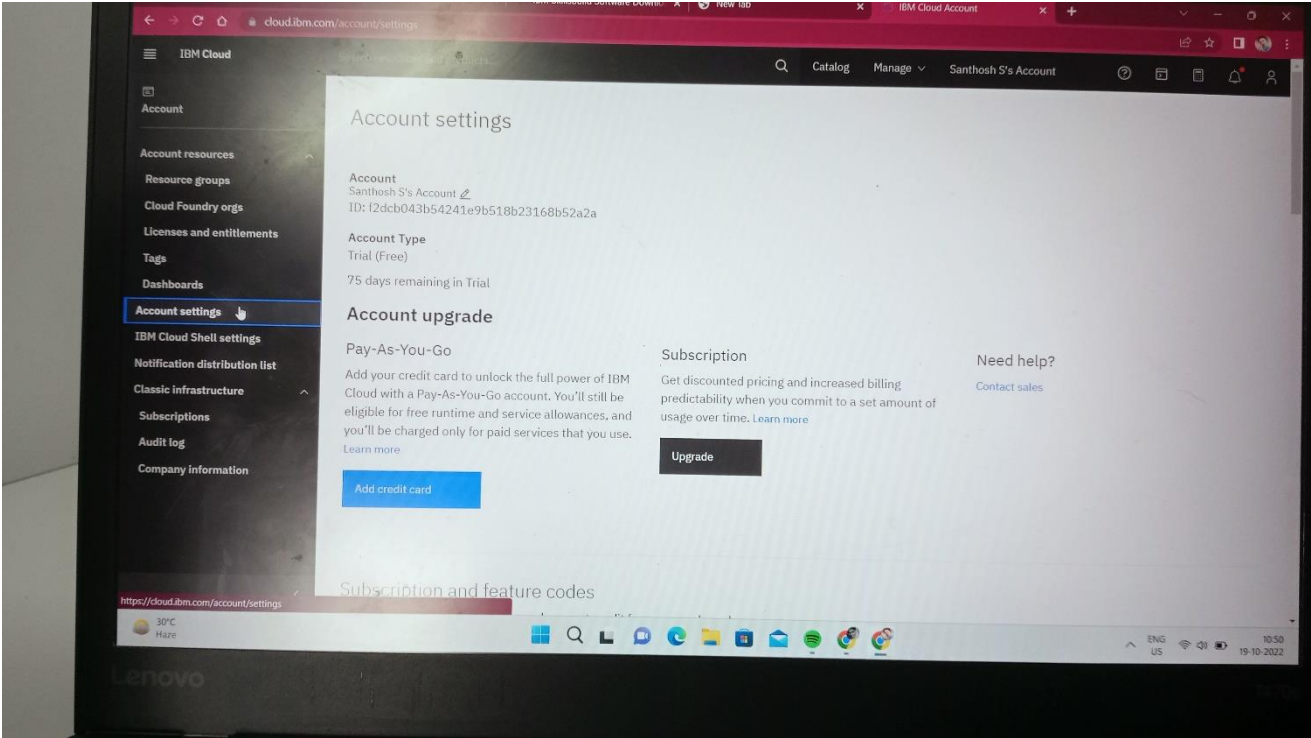 IBM Cloud Account
New Tab
cloud.ibm.com/account/settings
IBM Cloud
Catalog
Manage
Santhosh S's Account
Account
Account resources
Resource groups
Cloud Foundry orgs
Licenses and entitlements
Tags
Dashboards
Account settings
IBM Cloud Shell settings
Notification distribution list
Classic infrastructure
Subscriptions
Audit log
Company information
Account settings
Account
Santhosh S's Account
ID: f2dcb043b54241e9b518b23168b52a2a
Account Type
Trial (Free)
75 days remaining in Trial
Account upgrade
Pay-As-You-Go
Add your credit card to unlock the full power of IBM
Cloud with a Pay-As-You-Go account. You'll still be
eligible for free runtime and service allowances, and
you'll be charged only for paid services that you use.
Learn more
Add credit card
Subscription
Get discounted pricing and increased billing
predictability when you commit to a set amount of
usage over time. Learn more
Upgrade
Need help?
Contact sales
Subscription and feature codes
https://cloud.ibm.com/account/settings
30°C
Haze
ENG
US
10:50
19-10-2022
Lenovo